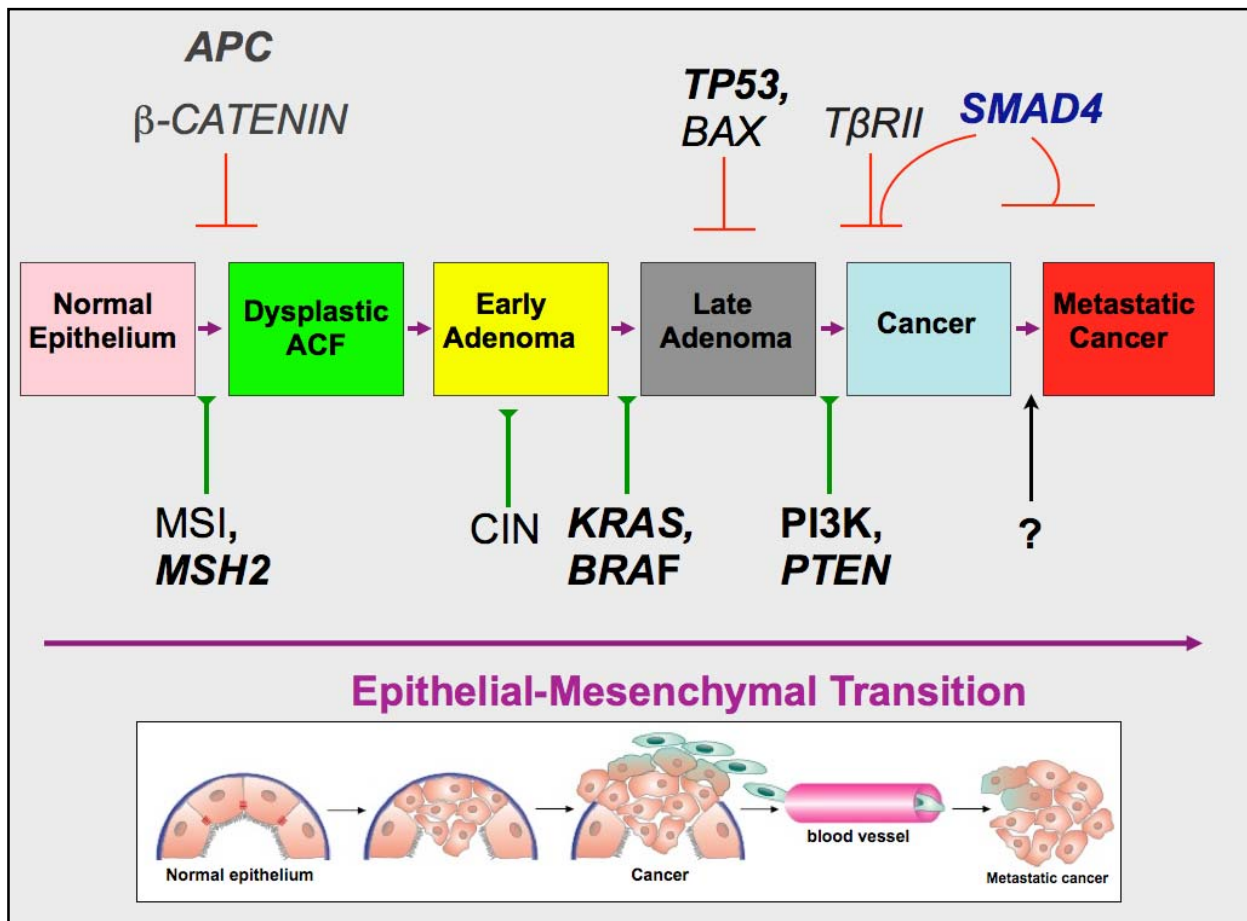 APC
β-CATENIN
TP53,
BAX
TβRII
SMAD4
Normal
Epithelium
Dysplastic
ACF
Early
Adenoma
Late
Adenoma
Cancer
Metastatic
Cancer
MSI,
MSH2
CIN
KRAS,
BRAF
PI3K,
PTEN
?
Epithelial-Mesenchymal Transition
Normal epithelium
Cancer
blood vessel
Metastatic cancer